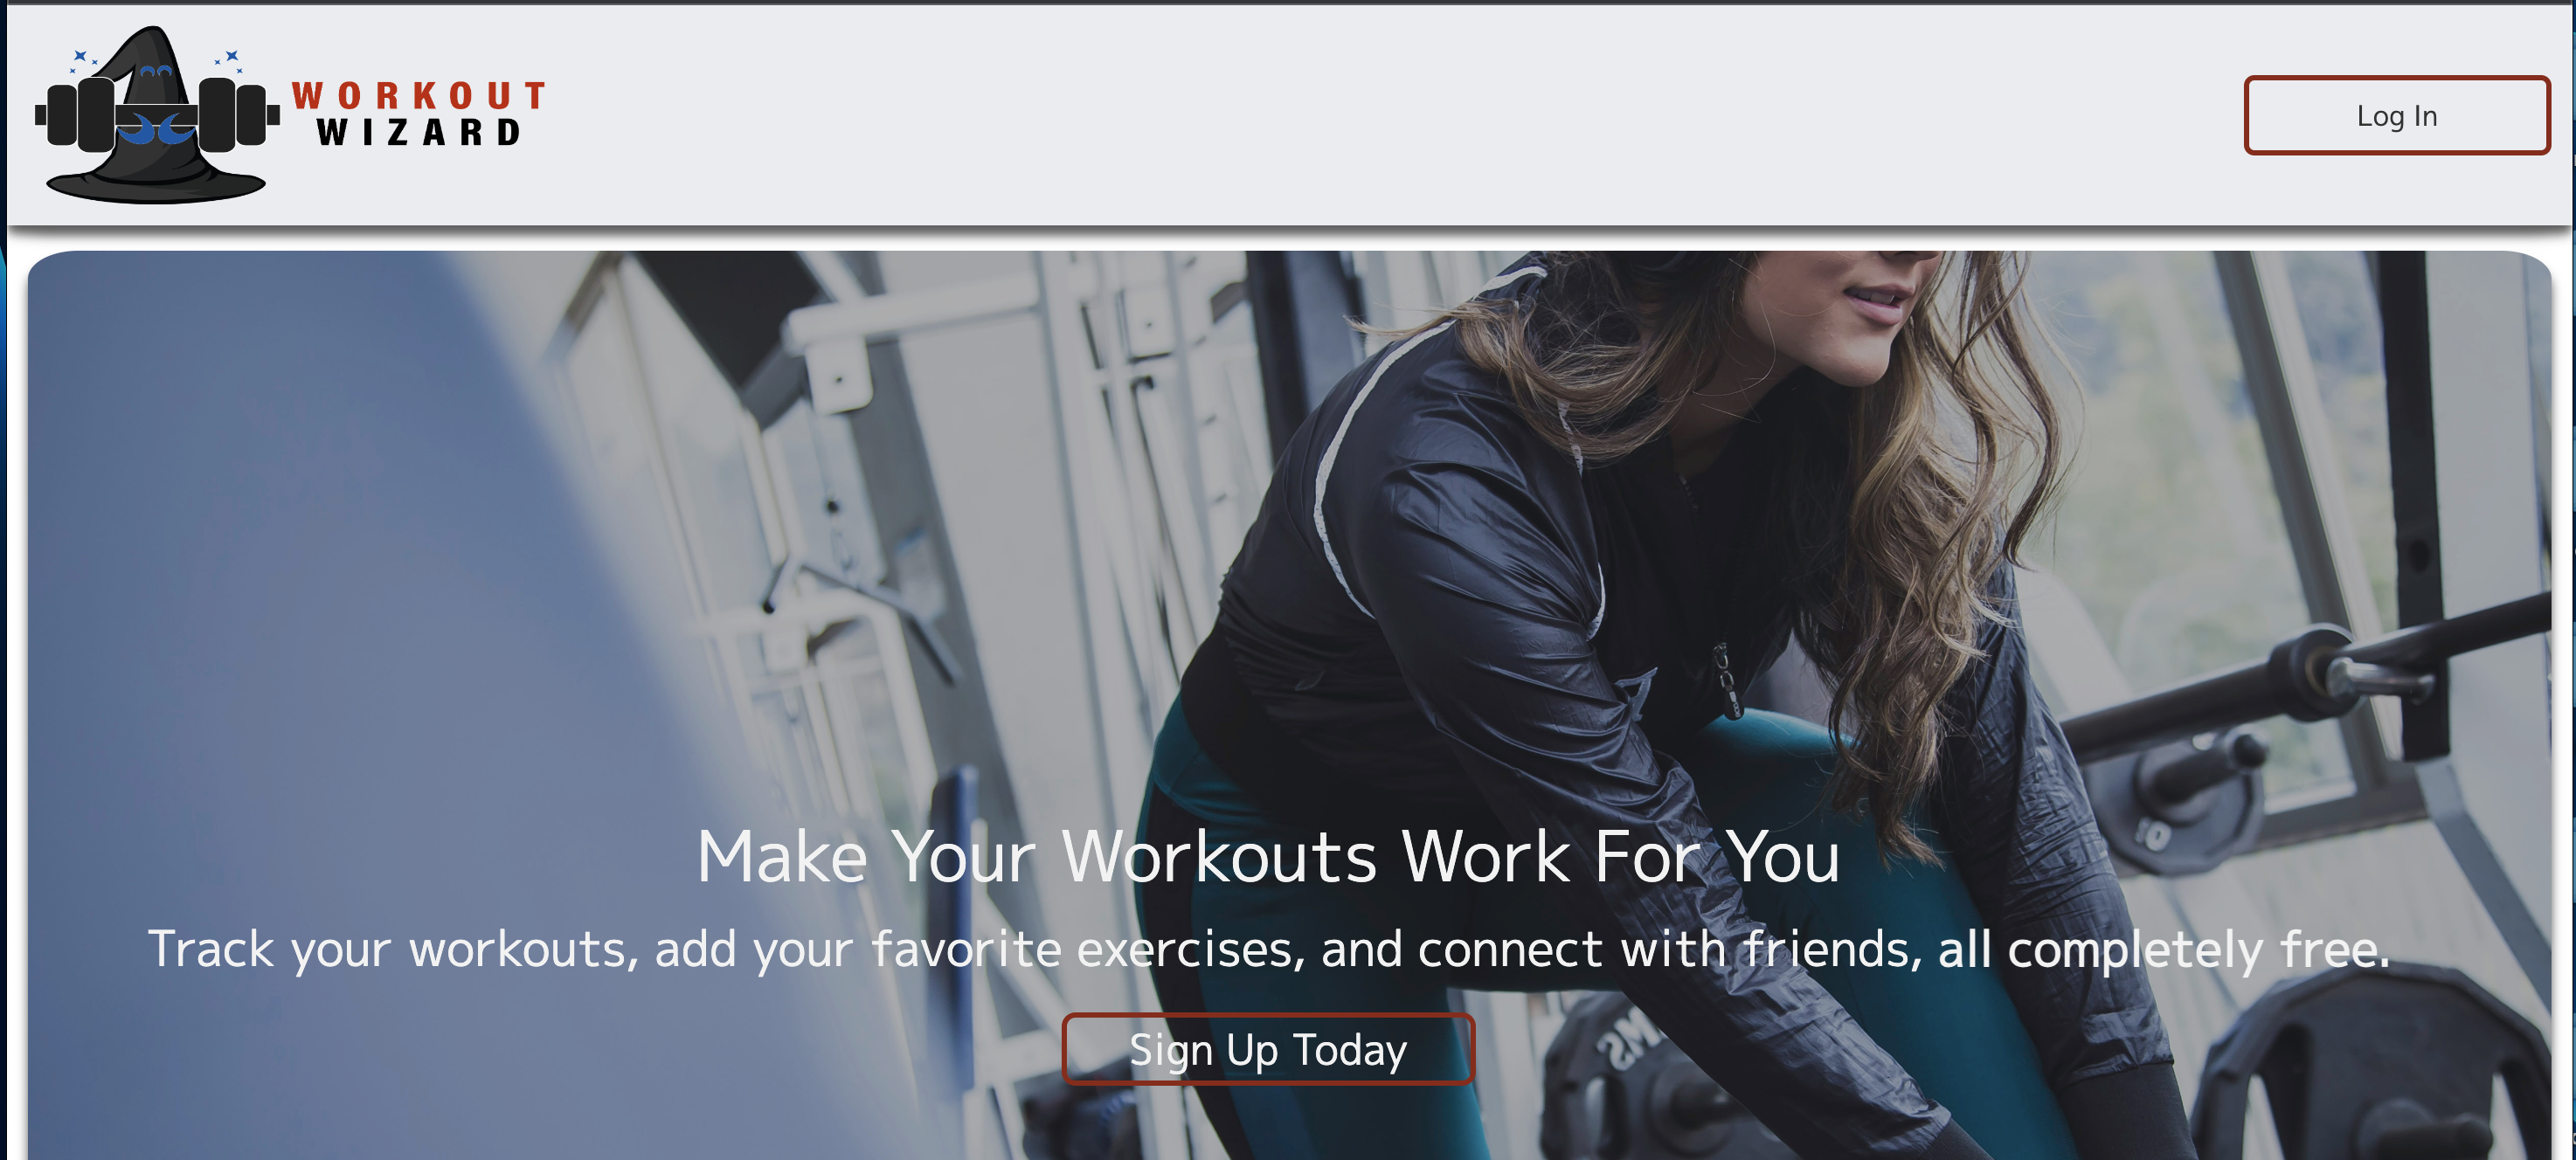 WORKOUT
WIZARD
Log In
Make Your Workouts Work For You
Track your workouts, add your favorite exercises, and connect with friends, all completely free.
Sign Up Today